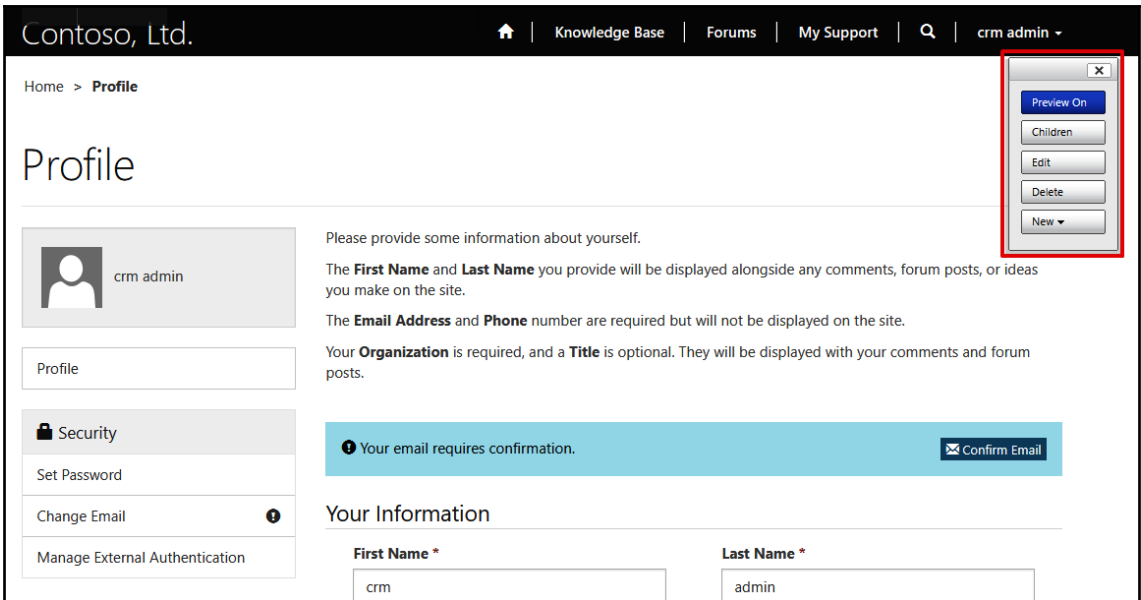 Contoso, Ltd.
Knowledge Base
Forums
My Support
crm admin
Home > Profile
Preview On
Children
Edit
Delete
New
Profile
crm admin
Profile
Security
Set Password
Change Email
Manage External Authentication
Please provide some information about yourself.
The First Name and Last Name you provide will be displayed alongside any comments, forum posts, or ideas
you make on the site.
The Email Address and Phone number are required but will not be displayed on the site.
Your Organization is required, and a Title is optional. They will be displayed with your comments and forum
posts.
Your email requires confirmation.
Confirm Email
Your Information
First Name *
Last Name *
crm
admin